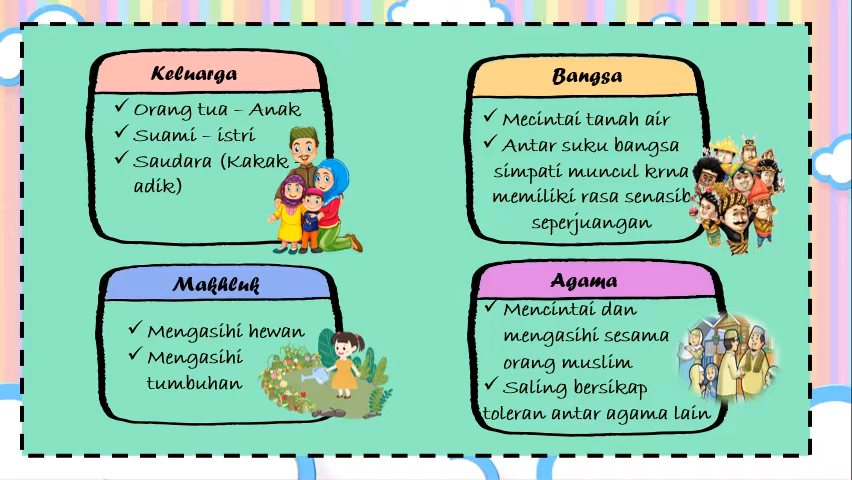 Keluarga
✓ Orang tua – Anak
✓ Suami – istri
✓ Saudara (Kakak
adik)
Bangsa
✓ Mecintai tanah air
✓ Antar suku bangsa
simpati muncul krna
memiliki rasa senasib
seperjuangan
Makhluk
✓ Mengasihi hewan
✓ Mengasihi
tumbuhan
Agama
✓ Mencintai dan
mengasihi sesama
orang muslim
✓ Saling bersikap
toleran antar agama lain